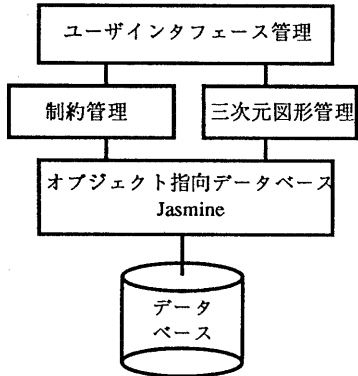 ユーザインタフェース管理
制約管理
三次元図形管理
オブジェクト指向データベース
Jasmine
データ
ベース